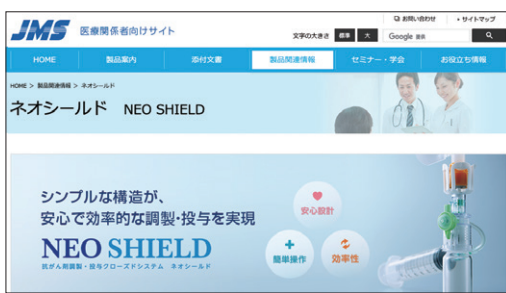 JMS 医療関係者向けサイト
お問い合わせ サイトマップ
文字の大きさ 標準 大 Google 検索
HOME 製品案内 添付文書 製品関連情報 セミナー・学会 お役立ち情報
HOME > 製品関連情報 > ネオシールド
ネオシールド NEO SHIELD
シンプルな構造が、
安心で効率的な調製・投与を実現
NEO SHIELD
抗がん剤調製・投与クローズドシステム ネオシールド
安心設計
簡単操作
効率性